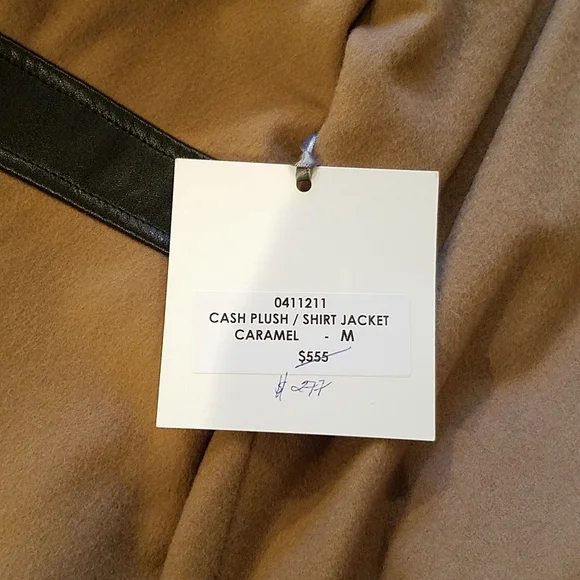 0411211
CASH PLUSH / SHIRT JACKET
CARAMEL - M
$555
$ 277